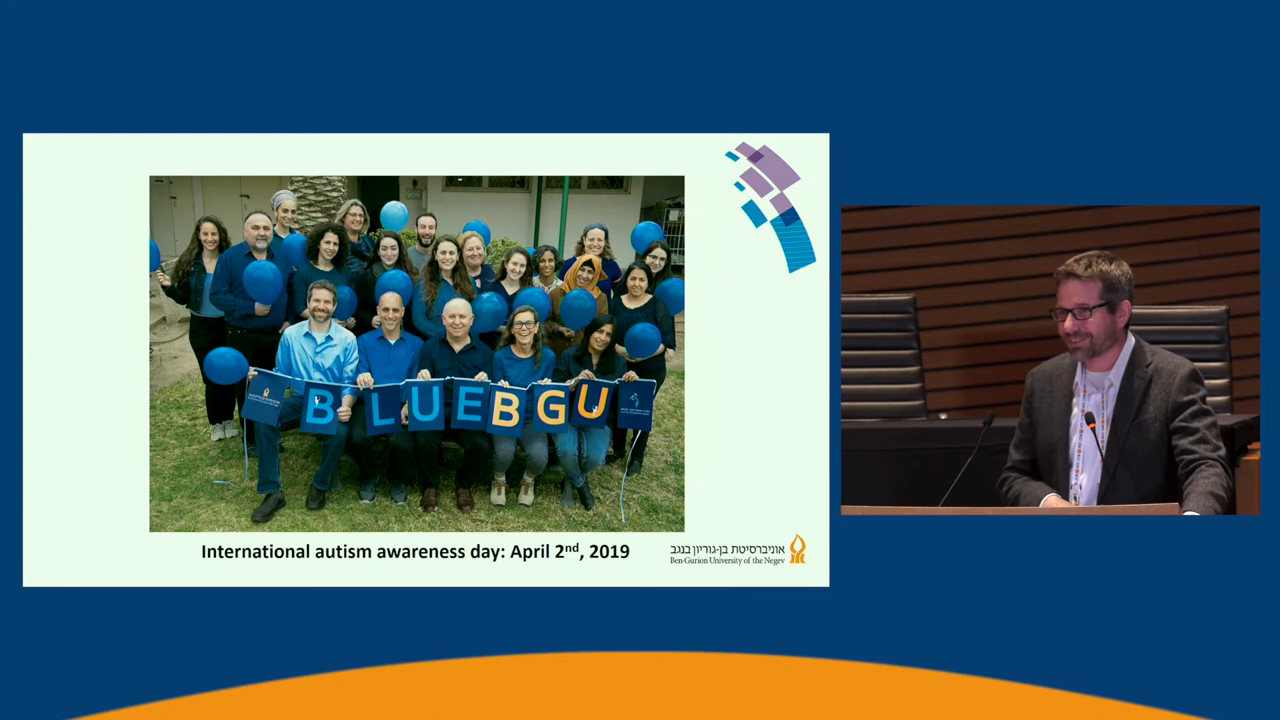 BLUEBGU
International autism awareness day: April 2nd, 2019
אוניברסיטת בן-גוריון בנגב
Ben-Gurion University of the Negev